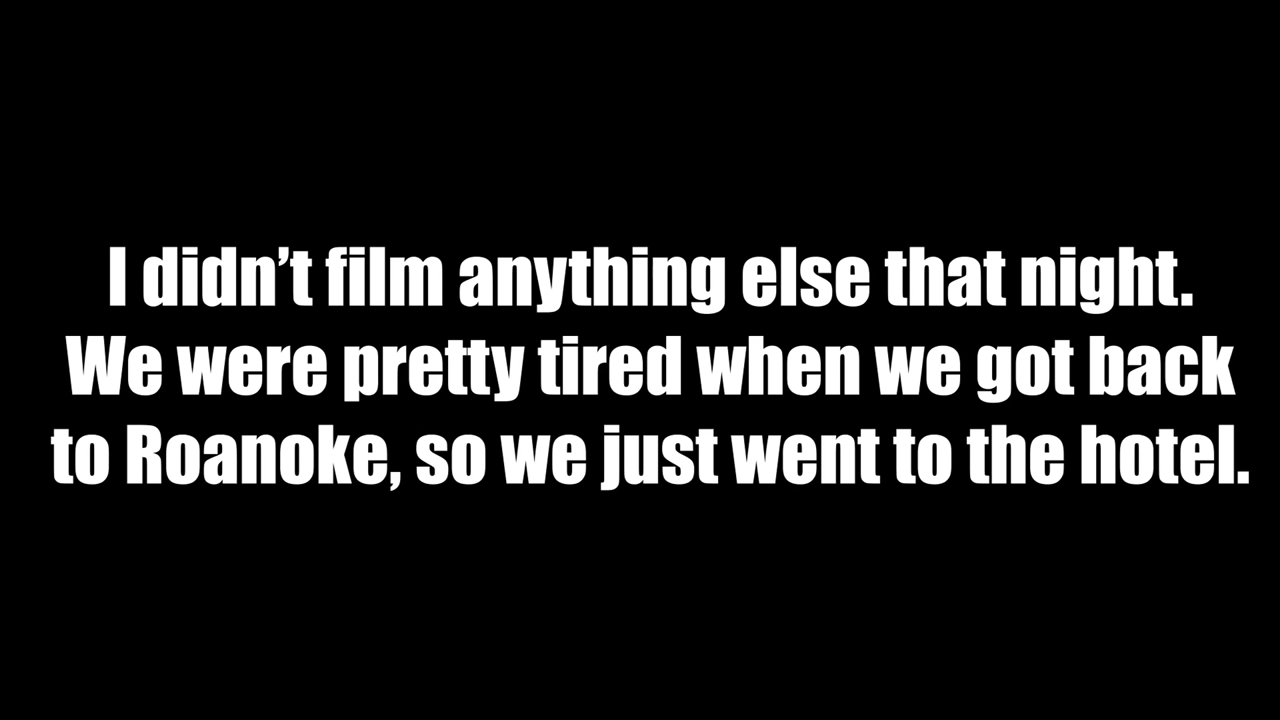 I didn’t film anything else that night.
We were pretty tired when we got back
to Roanoke, so we just went to the hotel.